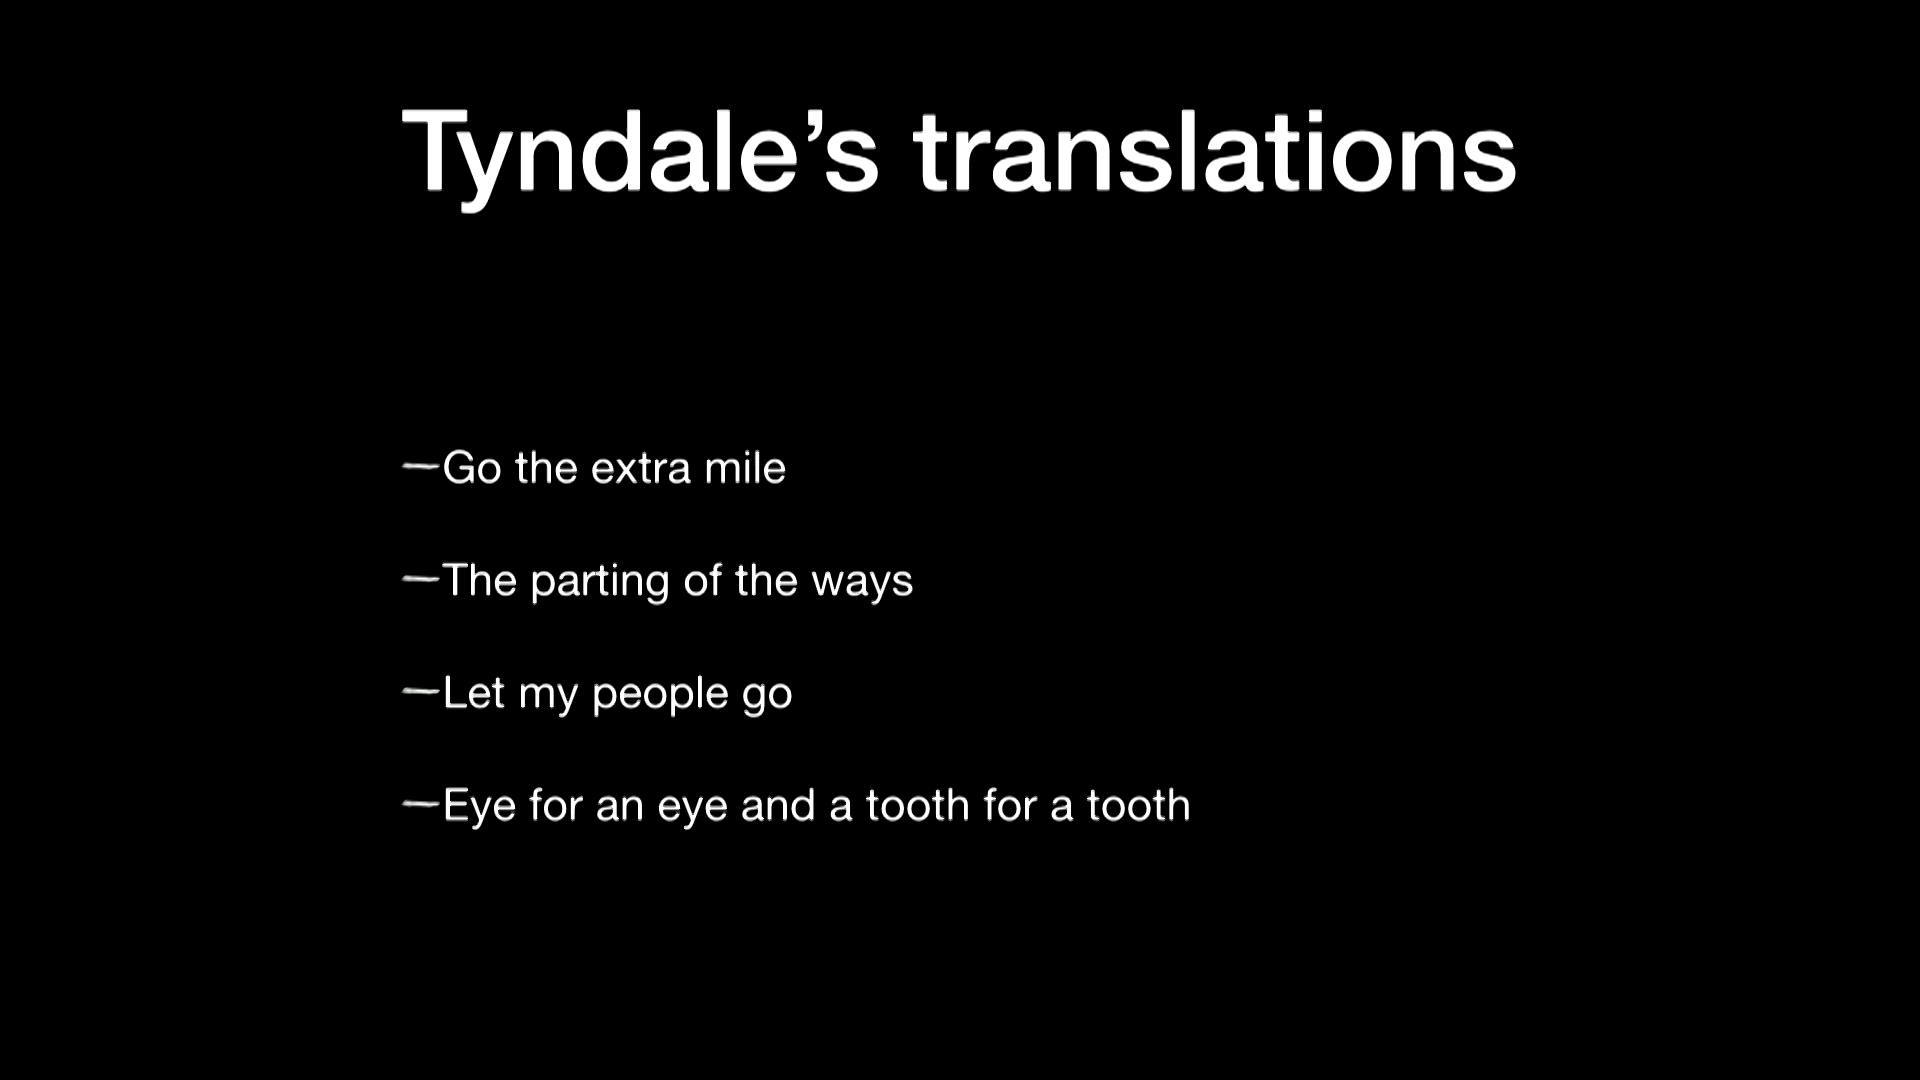 Tyndale’s translations
—Go the extra mile
—The parting of the ways
—Let my people go
—Eye for an eye and a tooth for a tooth